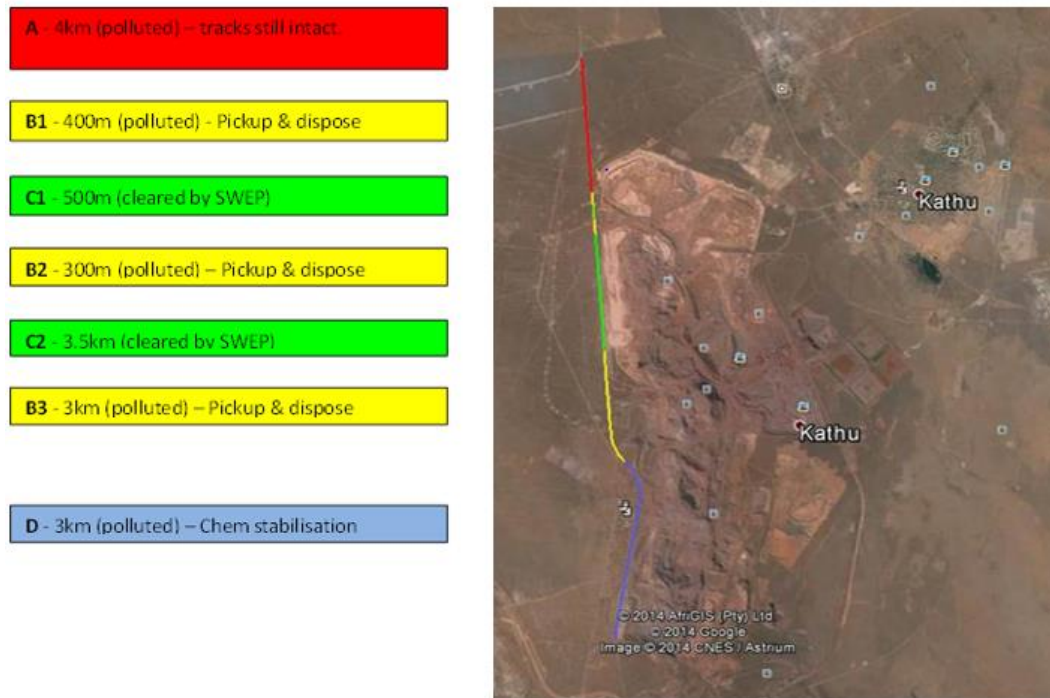 A - 4km (polluted) – tracks still intact.
B1 - 400m (polluted) - Pickup & dispose
C1 - 500m (cleared by SWEP)
B2 - 300m (polluted) – Pickup & dispose
C2 - 3.5km (cleared by SWEP)
B3 - 3km (polluted) – Pickup & dispose
D - 3km (polluted) – Chem stabilisation
Kathu
Kathu
© 2014 AfriGIS (Pty) Ltd
© 2014 Google
Image © 2014 CNES / Astrium